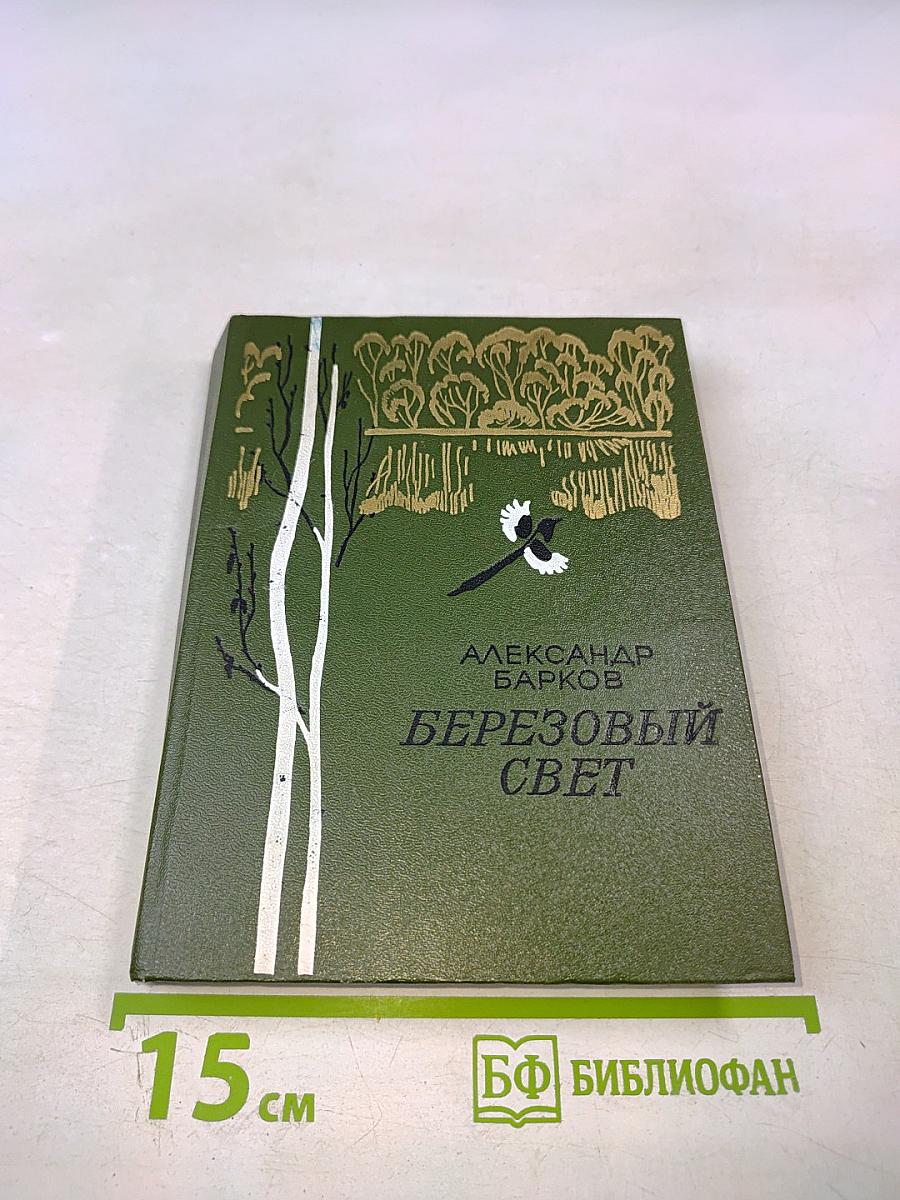 АЛЕКСАНДР
БАРКОВ
БЕРЕЗОВЫЙ
СВЕТ
15 см
БФ БИБЛИОФАН